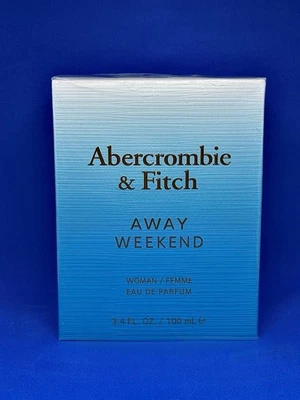 Abercrombie
& Fitch
AWAY
WEEKEND
WOMAN / FEMME
EAU DE PARFUM
3.4 FL. OZ. / 100 mL ℮